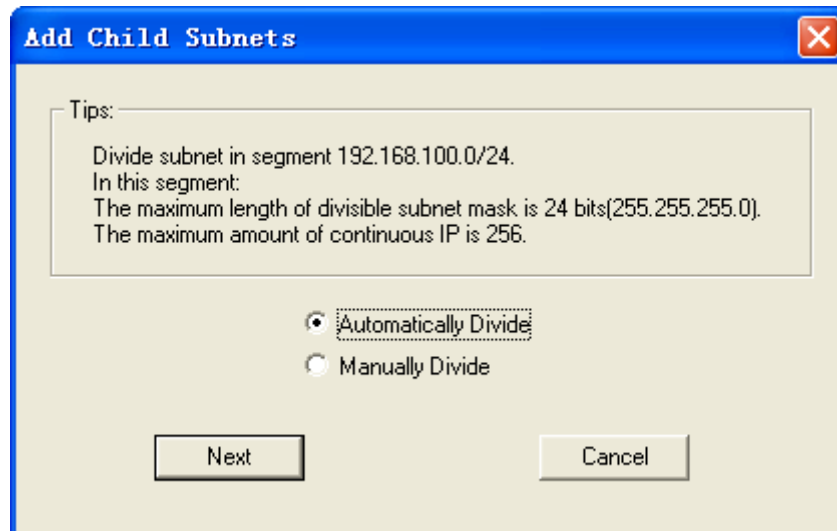 Add Child Subnets
Tips:
Divide subnet in segment 192.168.100.0/24.
In this segment:
The maximum length of divisible subnet mask is 24 bits(255.255.255.0).
The maximum amount of continuous IP is 256.
Automatically Divide
Manually Divide
Next
Cancel